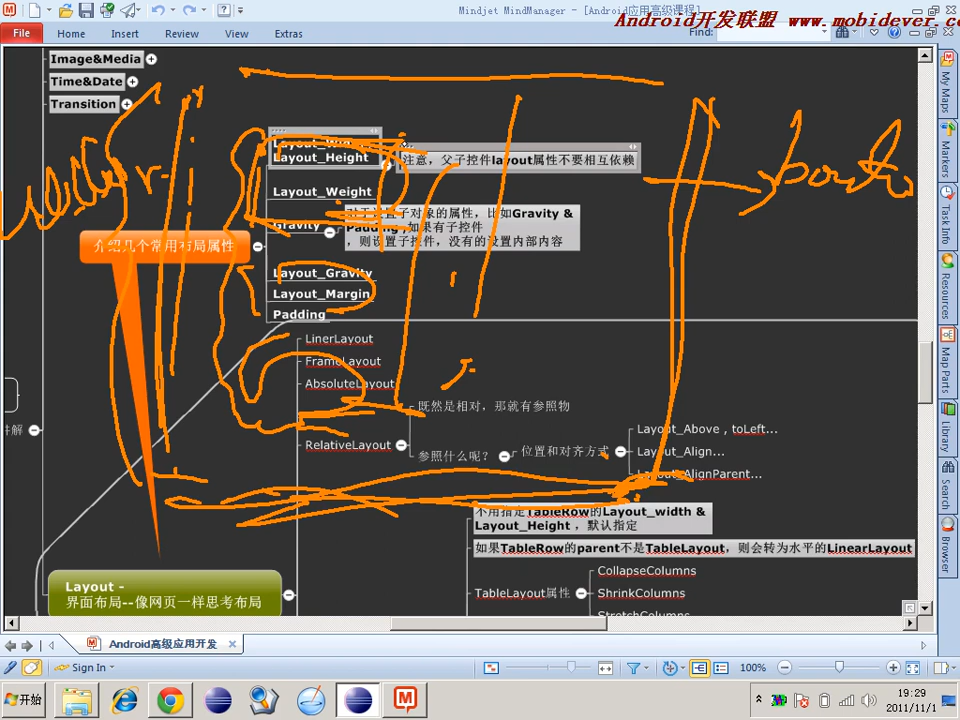 Mindjet MindManager - [Android应用高级课程]
Android开发联盟 www.mobidever.co
File Home Insert Review View Extras Find:
Image&Media
Time&Date
Transition
Layout_Height
注意，父子控件layout属性不要相互依赖
Layout_Weight
Gravity
子对象的属性，比如Gravity &
Padding ,如果有子控件
，则设置子控件，没有的设置内部内容
介绍几个常用布局属性
Layout_Gravity
Layout_Margin
Padding
LinerLayout
FrameLayout
AbsoluteLayout
既然是相对，那就有参照物
RelativeLayout
参照什么呢？
位置和对齐方式
Layout_Above , toLeft...
Layout_Align...
Layout_AlignParent...
讲解
不用指定TableRow的Layout_width &
Layout_Height ，默认指定
如果TableRow的parent不是TableLayout，则会转为水平的LinearLayout
TableLayout属性
CollapseColumns
ShrinkColumns
StretchColumns
Layout -
界面布局--像网页一样思考布局
My Maps
Markers
Task Info
Resources
Map Parts
Library
Search
Browser
Android高级应用开发
Sign In
100%
开始
19:29
2011/11/1